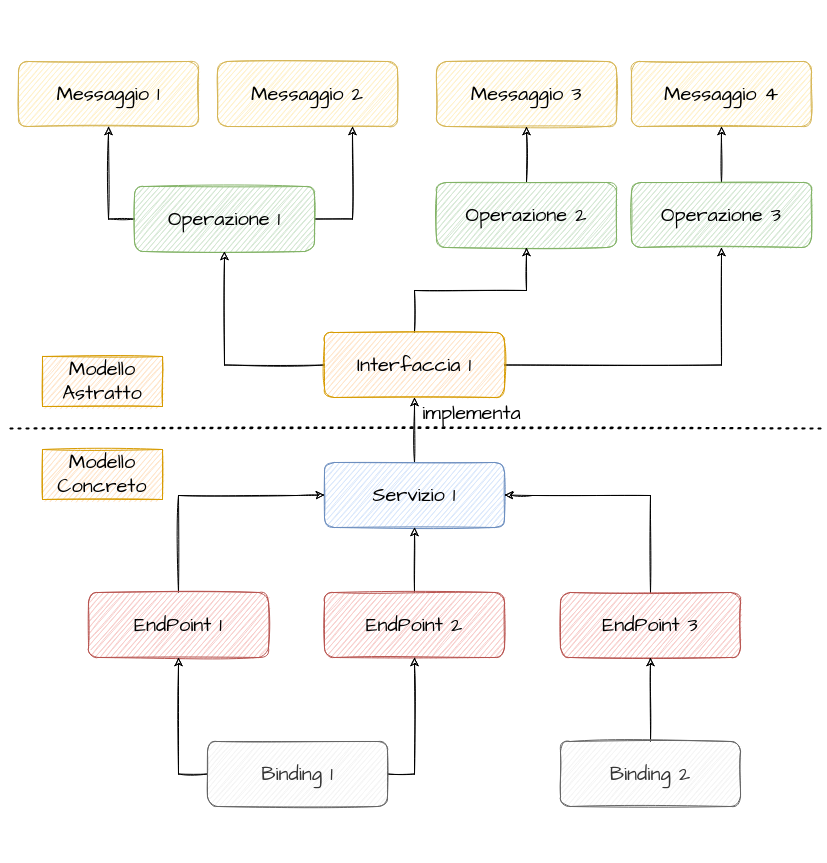 Messaggio 1
Messaggio 2
Messaggio 3
Messaggio 4
Operazione 1
Operazione 2
Operazione 3
Interfaccia 1
Modello
Astratto
implementa
Modello
Concreto
Servizio 1
EndPoint 1
EndPoint 2
EndPoint 3
Binding 1
Binding 2